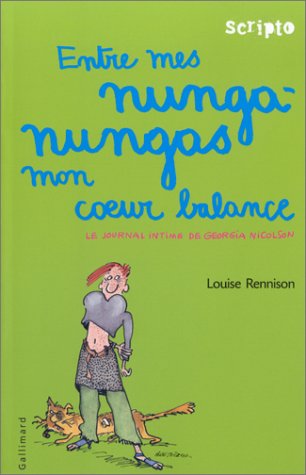 scripto
Entre mes
nunga-
nungas
mon
coeur balance
LE JOURNAL INTIME DE GEORGIA NICOLSON
Louise Rennison
Gallimard